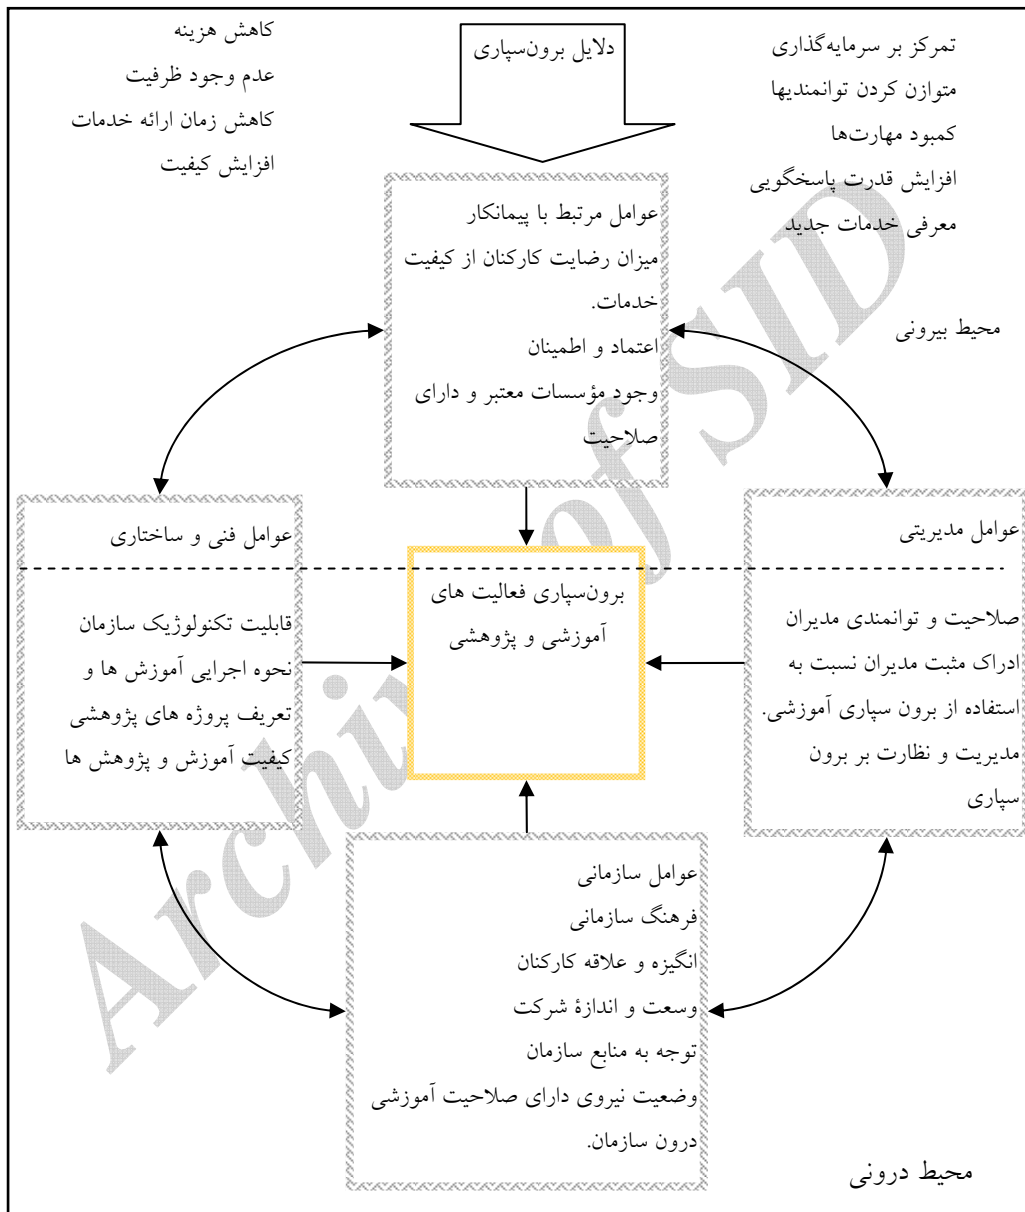 دلایل برون‌سپاری
تمرکز بر سرمایه‌گذاری
متوازن کردن توانمندیها
کمبود مهارت‌ها
افزایش قدرت پاسخگویی
معرفی خدمات جدید
کاهش هزینه
عدم وجود ظرفیت
کاهش زمان ارائه خدمات
افزایش کیفیت
عوامل مرتبط با پیمانکار
میزان رضایت کارکنان از کیفیت
خدمات.
اعتماد و اطمینان
وجود مؤسسات معتبر و دارای
صلاحیت
محیط بیرونی
عوامل مدیریتی
صلاحیت و توانمندی مدیران
ادراک مثبت مدیران نسبت به
استفاده از برون سپاری آموزشی.
مدیریت و نظارت بر برون
سپاری
برون‌سپاری فعالیت های
آموزشی و پژوهشی
عوامل فنی و ساختاری
قابلیت تکنولوژیک سازمان
نحوه اجرایی آموزش ها و
تعریف پروژه های پژوهشی
کیفیت آموزش و پژوهش ها
عوامل سازمانی
فرهنگ سازمانی
انگیزه و علاقه کارکنان
وسعت و اندازۀ شرکت
توجه به منابع سازمان
وضعیت نیروی دارای صلاحیت آموزشی
درون سازمان.
محیط درونی
Archive of SID